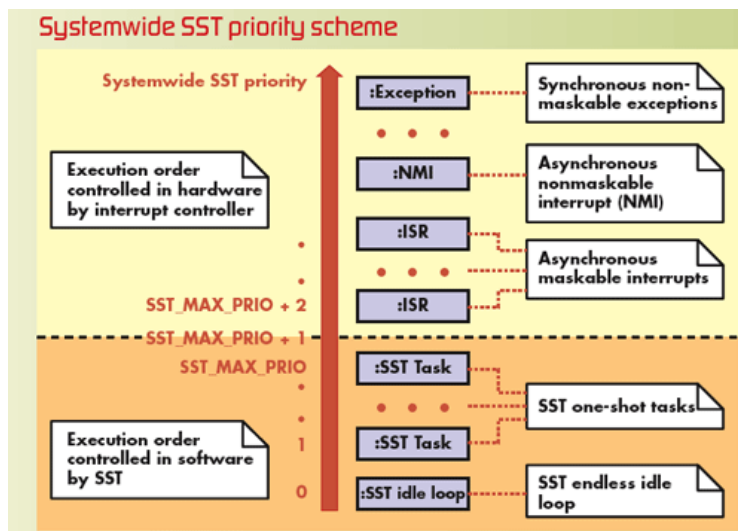 Systemwide SST priority scheme
Systemwide SST priority
:Exception
Synchronous non-
maskable exceptions
Execution order
controlled in hardware
by interrupt controller
:NMI
Asynchronous
nonmaskable
interrupt (NMI)
:ISR
Asynchronous
maskable interrupts
SST_MAX_PRIO + 2
:ISR
SST_MAX_PRIO + 1
SST_MAX_PRIO
:SST Task
SST one-shot tasks
Execution order
controlled in software
by SST
1
:SST Task
0
:SST idle loop
SST endless idle
loop